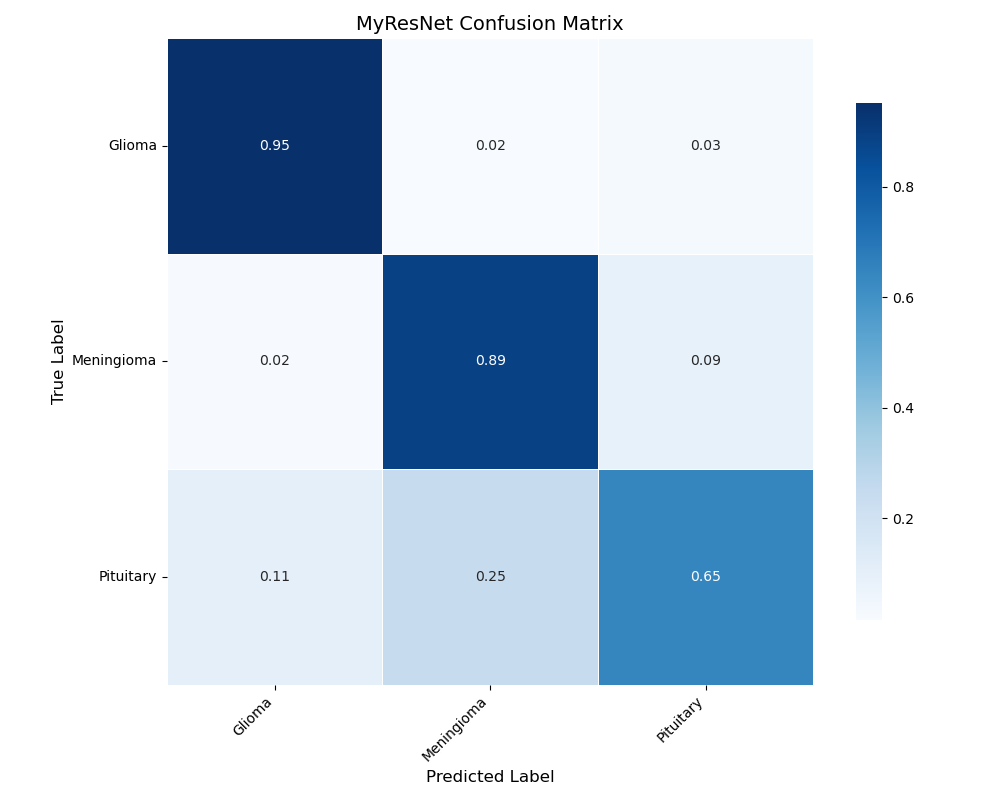 MyResNet Confusion Matrix
Glioma
0.95 0.02 0.03
Meningioma
0.02 0.89 0.09
Pituitary
0.11 0.25 0.65
True Label
Glioma Meningioma Pituitary
Predicted Label
0.8
0.6
0.4
0.2